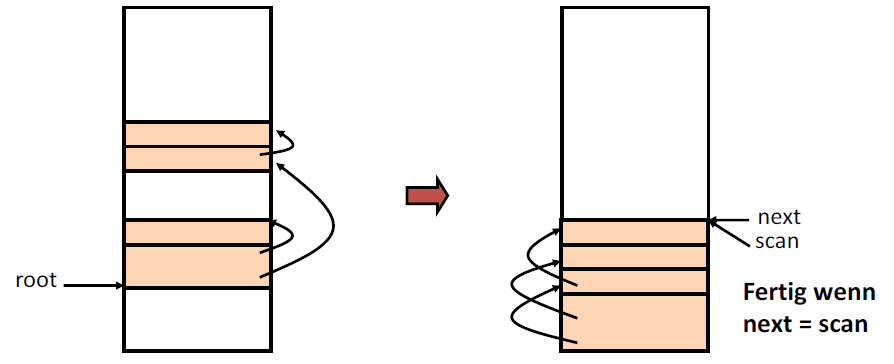 root
next
scan
Fertig wenn
next = scan